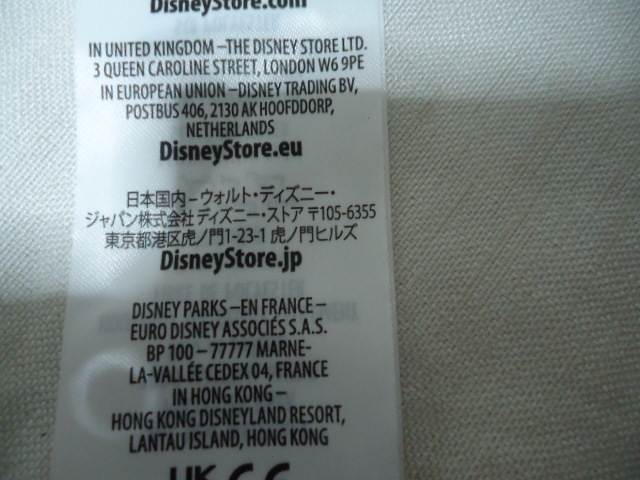 DisneyStore.com
IN UNITED KINGDOM –THE DISNEY STORE LTD.
3 QUEEN CAROLINE STREET, LONDON W6 9PE
IN EUROPEAN UNION –DISNEY TRADING BV,
POSTBUS 406, 2130 AK HOOFDDORP,
NETHERLANDS
DisneyStore.eu
日本国内 – ウォルト・ディズニー・
ジャパン株式会社 ディズニー・ストア 〒105-6355
東京都港区虎ノ門1-23-1 虎ノ門ヒルズ
DisneyStore.jp
DISNEY PARKS –EN FRANCE –
EURO DISNEY ASSOCIÉS S.A.S.
BP 100 – 77777 MARNE-
LA-VALLÉE CEDEX 04, FRANCE
IN HONG KONG –
HONG KONG DISNEYLAND RESORT,
LANTAU ISLAND, HONG KONG
UK CE